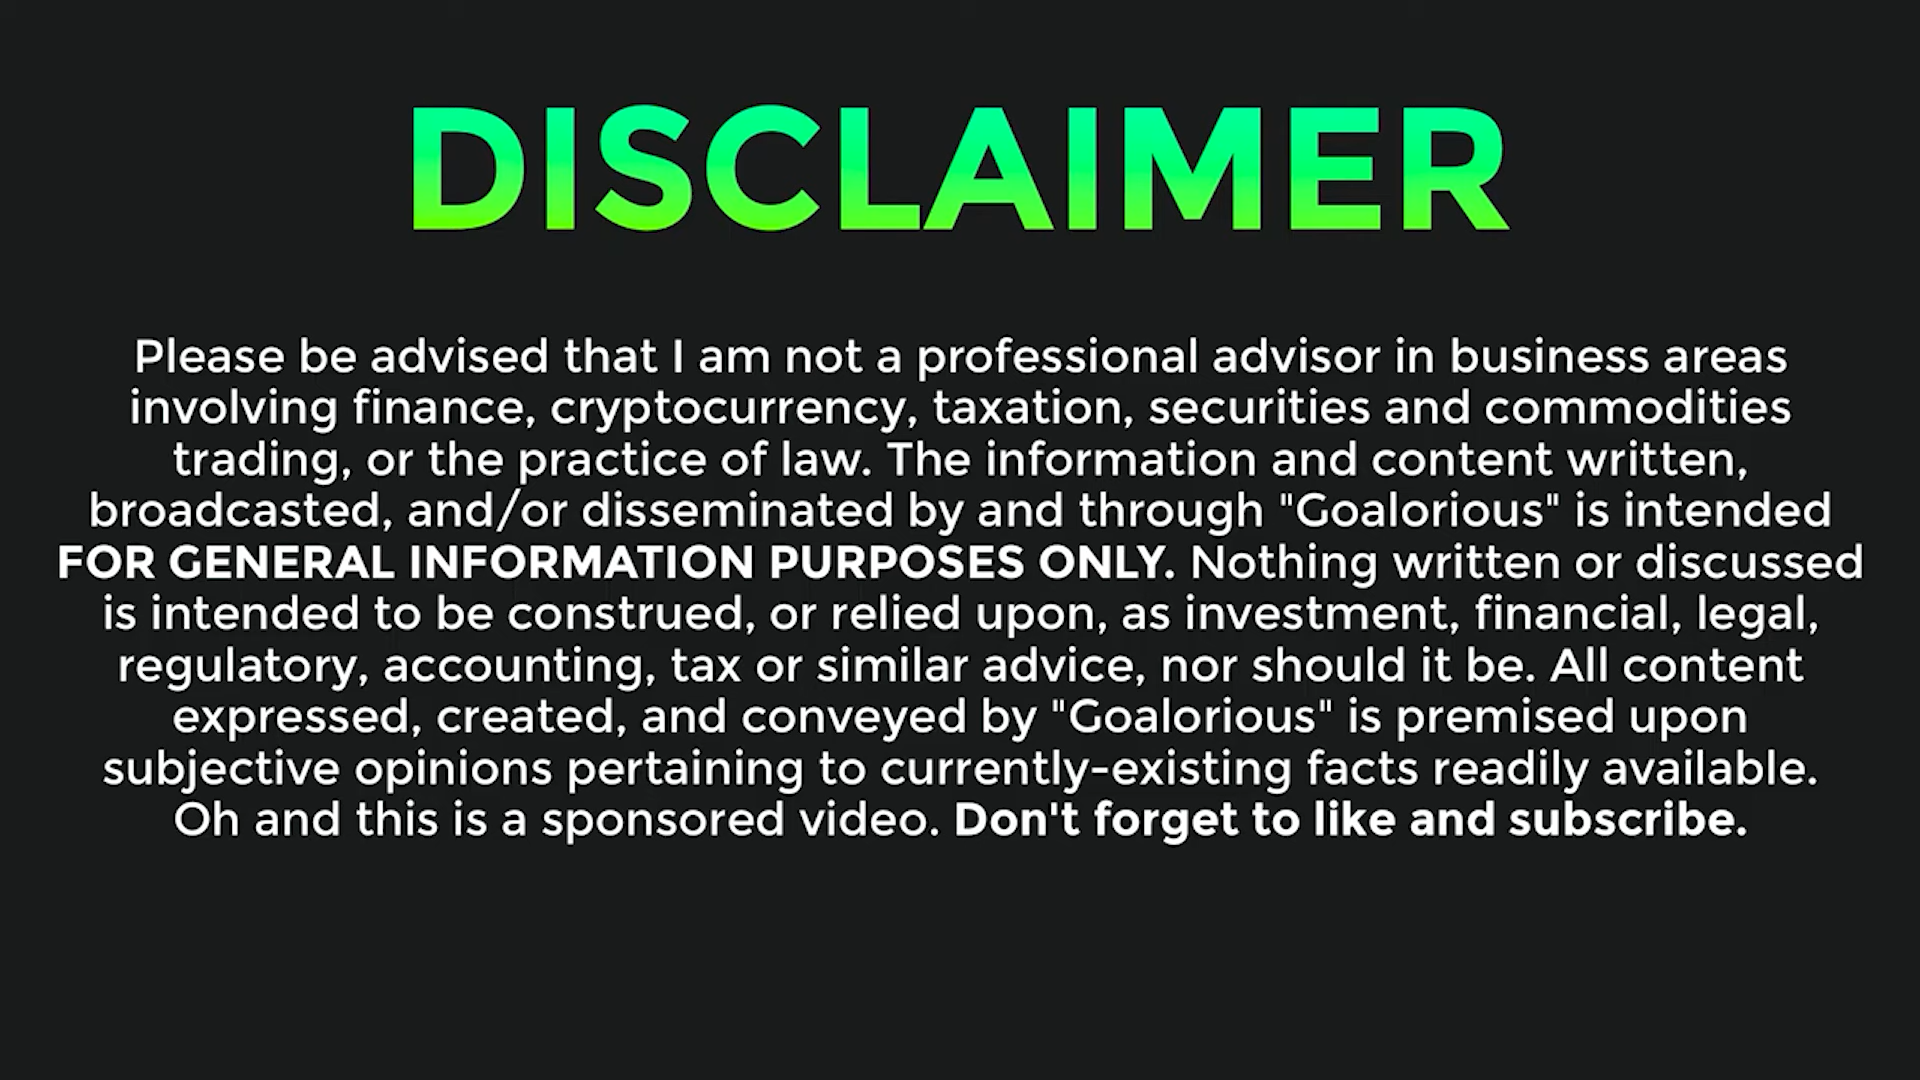 DISCLAIMER
Please be advised that I am not a professional advisor in business areas
involving finance, cryptocurrency, taxation, securities and commodities
trading, or the practice of law. The information and content written,
broadcasted, and/or disseminated by and through "Goalorious" is intended
FOR GENERAL INFORMATION PURPOSES ONLY. Nothing written or discussed
is intended to be construed, or relied upon, as investment, financial, legal,
regulatory, accounting, tax or similar advice, nor should it be. All content
expressed, created, and conveyed by "Goalorious" is premised upon
subjective opinions pertaining to currently-existing facts readily available.
Oh and this is a sponsored video. Don't forget to like and subscribe.